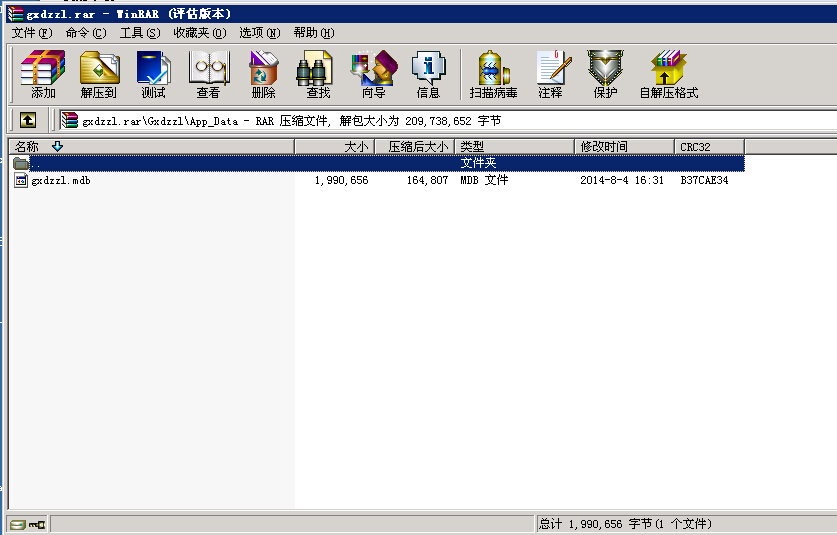 gxdzzl.rar - WinRAR (评估版本)
文件(F) 命令(C) 工具(S) 收藏夹(O) 选项(N) 帮助(H)
添加 解压到 测试 查看 删除 查找 向导 信息 扫描病毒 注释 保护 自解压格式
gxdzzl.rar\Gxdzzl\App_Data - RAR 压缩文件, 解包大小为 209,738,652 字节
名称 大小 压缩后大小 类型 修改时间 CRC32
.. 文件夹
gxdzzl.mdb 1,990,656 164,807 MDB 文件 2014-8-4 16:31 B37CAE34
总计 1,990,656 字节(1 个文件)